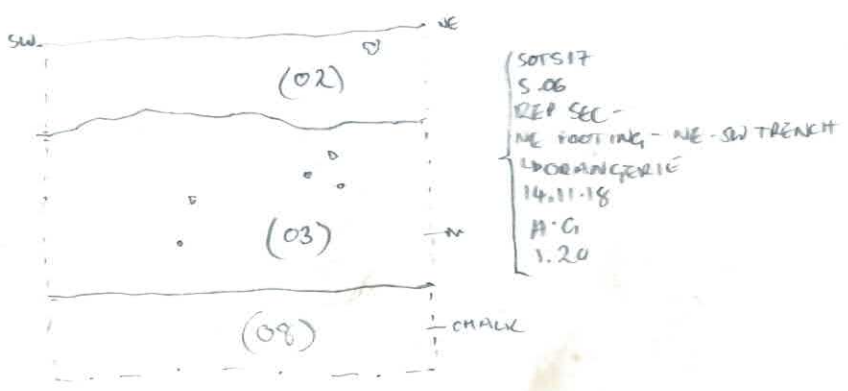 SW
NE
(02)
(03)
(08)
CHALK
SOTS17
S.06
REP SEC -
NE FOOTING - NE-SW TRENCH
ORANGERIE
14.11.18
A.G
1.20